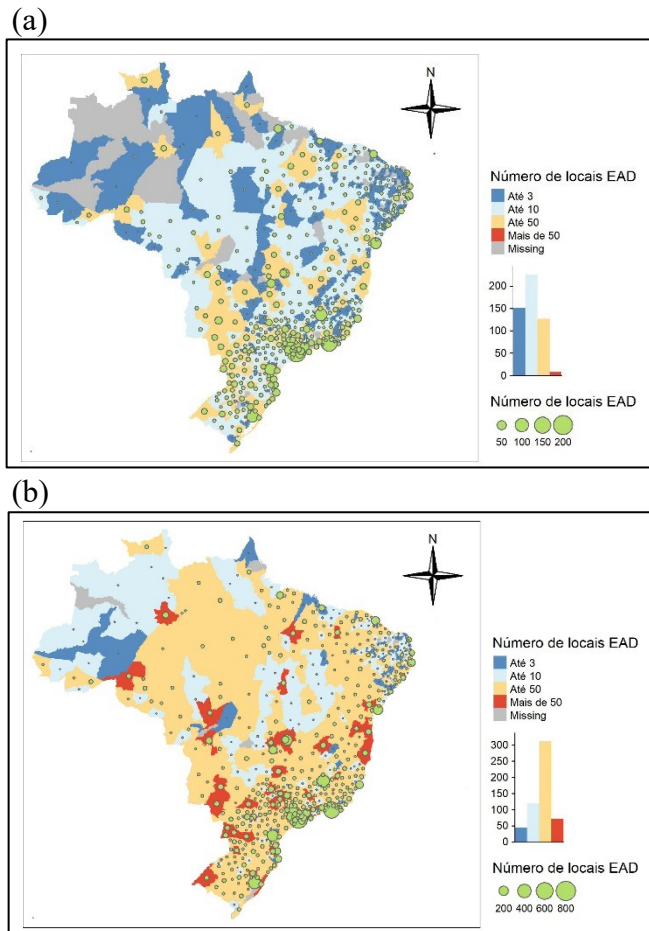 (a)
N
Número de locais EAD
Até 3
Até 10
Até 50
Mais de 50
Missing
200
150
100
50
0
Número de locais EAD
50 100 150 200
(b)
N
Número de locais EAD
Até 3
Até 10
Até 50
Mais de 50
Missing
300
250
200
150
100
50
0
Número de locais EAD
200 400 600 800